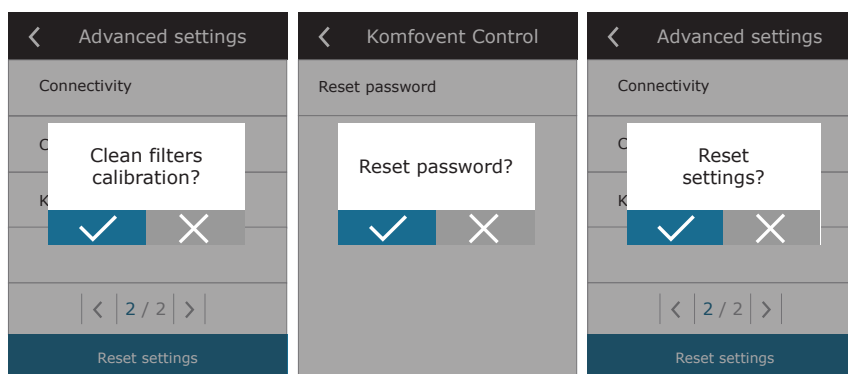 Advanced settings
Connectivity
C
Clean filters
calibration?
K
2 / 2
Reset settings
Komfovent Control
Reset password
Reset password?
Advanced settings
Connectivity
C
Reset
settings?
K
2 / 2
Reset settings